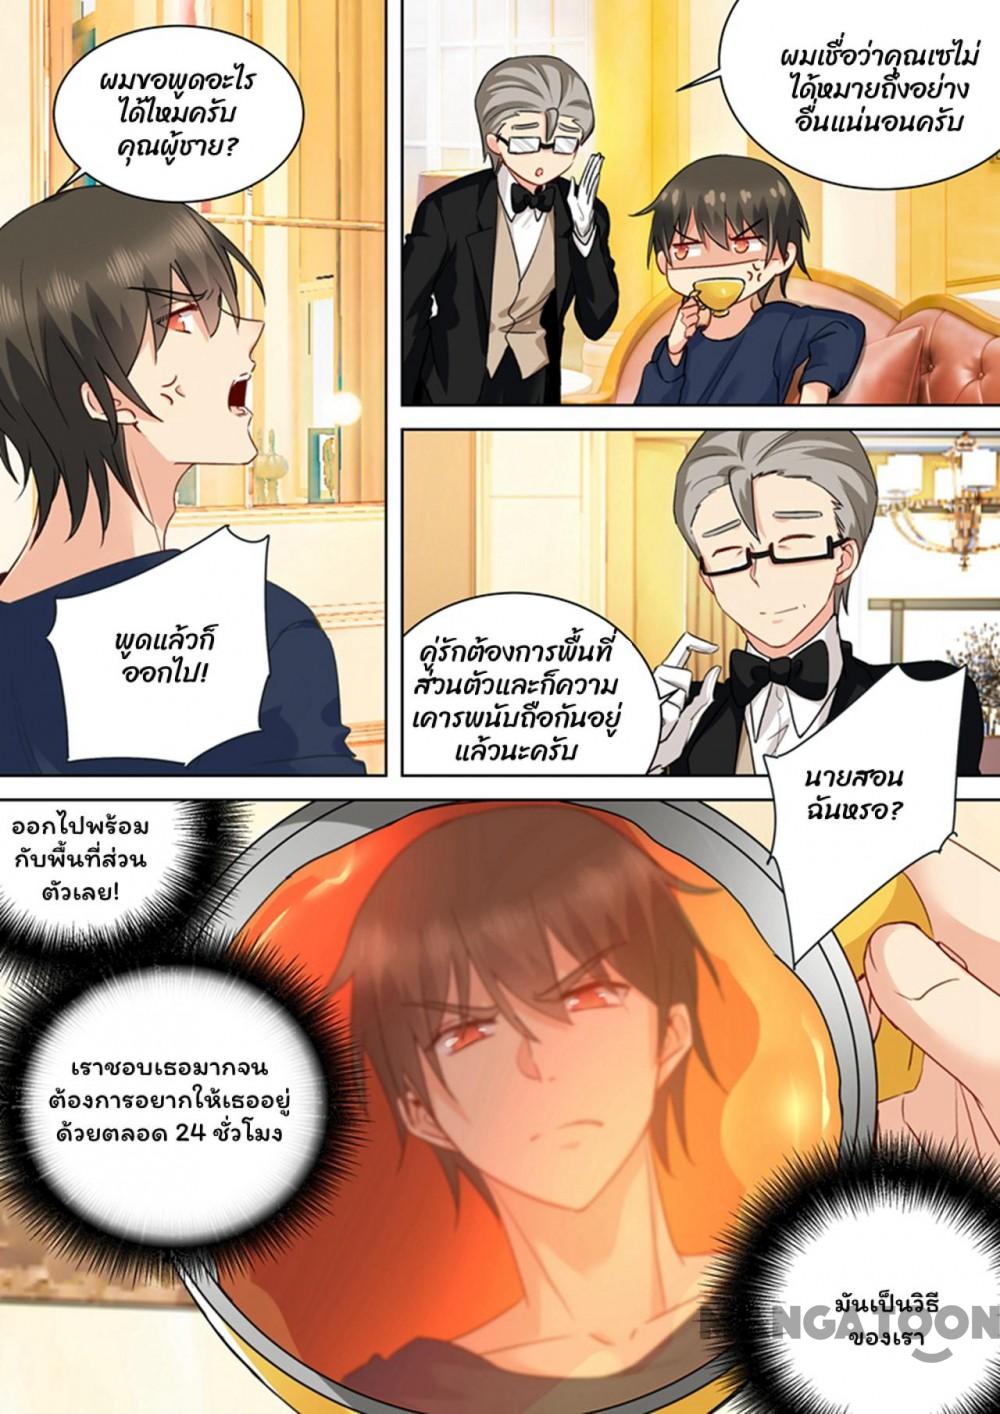 ผมขอพูดอะไร
ได้ไหมครับ
คุณผู้ชาย?
พูดแล้วก็
ออกไป!
ผมเชื่อว่าคุณเซไม่
ได้หมายถึงอย่าง
อื่นแน่นอนครับ
คู่รักต้องการพื้นที่
ส่วนตัวและก็ความ
เคารพนับถือกันอยู่
แล้วนะครับ
นายสอน
ฉันหรอ?
ออกไปพร้อม
กับพื้นที่ส่วน
ตัวเลย!
เราชอบเธอมากจน
ต้องการอยากให้เธออยู่
ด้วยตลอด 24 ชั่วโมง
มันเป็นวิธี
ของเรา
MANGATOON